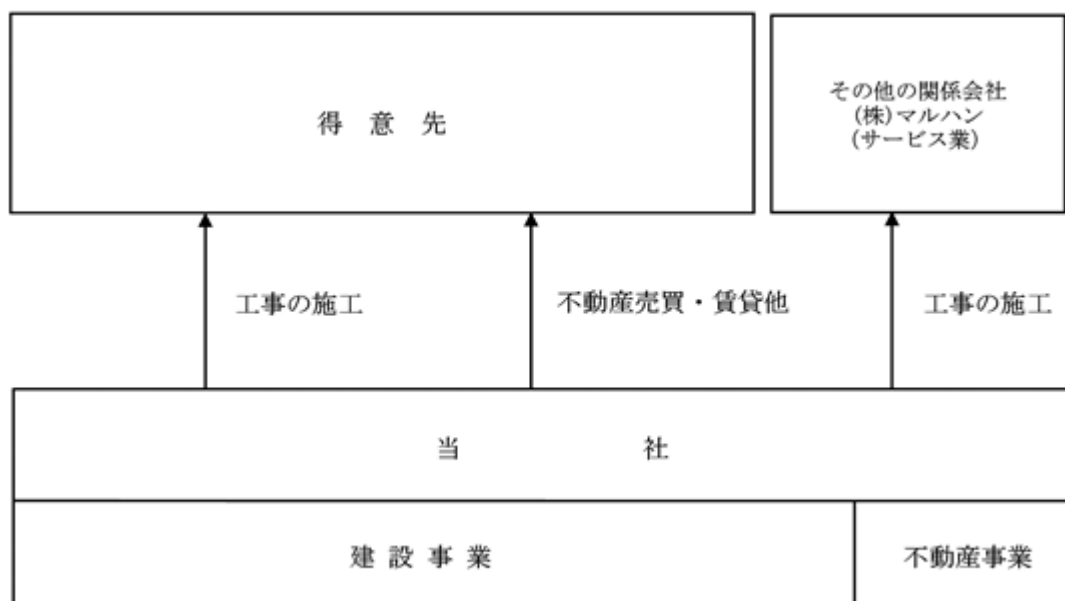 得 意 先
その他の関係会社
(株)マルハン
(サービス業)
工事の施工
不動産売買・賃貸他
工事の施工
当 社
建 設 事 業
不動産事業